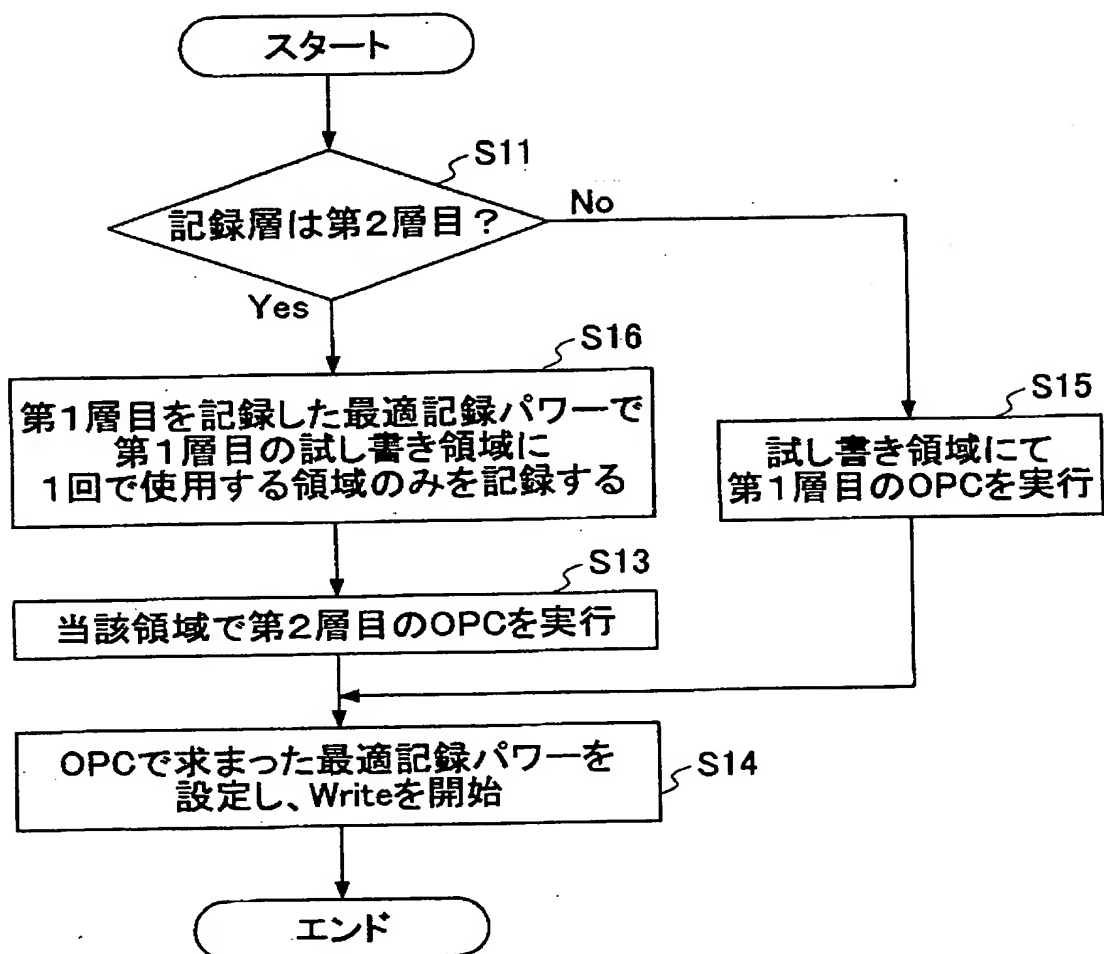 スタート
S11
記録層は第2層目?
No
Yes
S16
第1層目を記録した最適記録パワーで
第1層目の試し書き領域に
1回で使用する領域のみを記録する
S15
試し書き領域にて
第1層目のOPCを実行
S13
当該領域で第2層目のOPCを実行
OPCで求まった最適記録パワーを
設定し、Writeを開始
S14
エンド